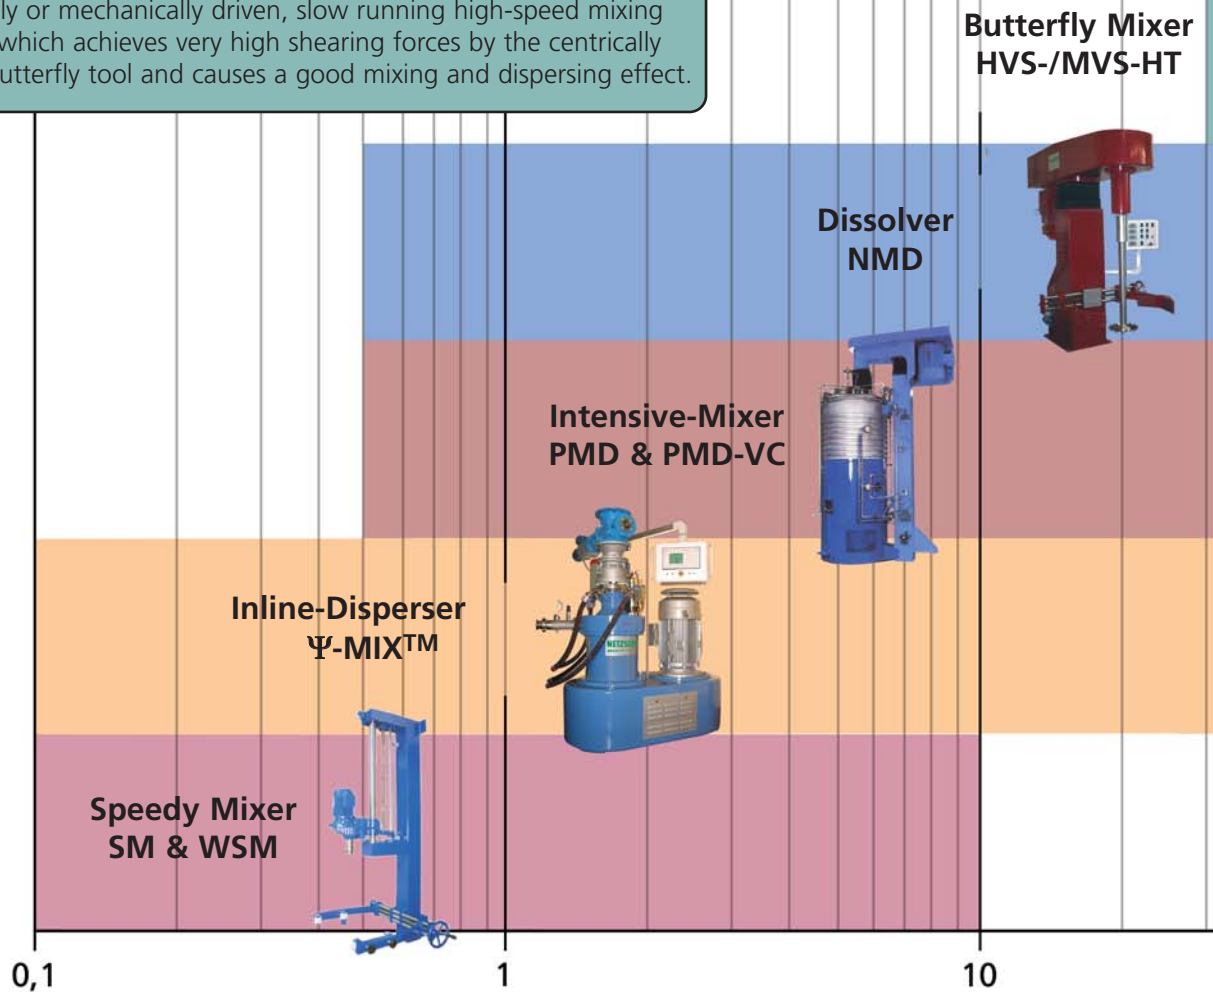 ly or mechanically driven, slow running high-speed mixing
which achieves very high shearing forces by the centrically
utterfly tool and causes a good mixing and dispersing effect.
Butterfly Mixer
HVS-/MVS-HT
Dissolver
NMD
Intensive-Mixer
PMD & PMD-VC
Inline-Disperser
Ψ-MIX™
NETZSCH
Speedy Mixer
SM & WSM
0,1
1
10